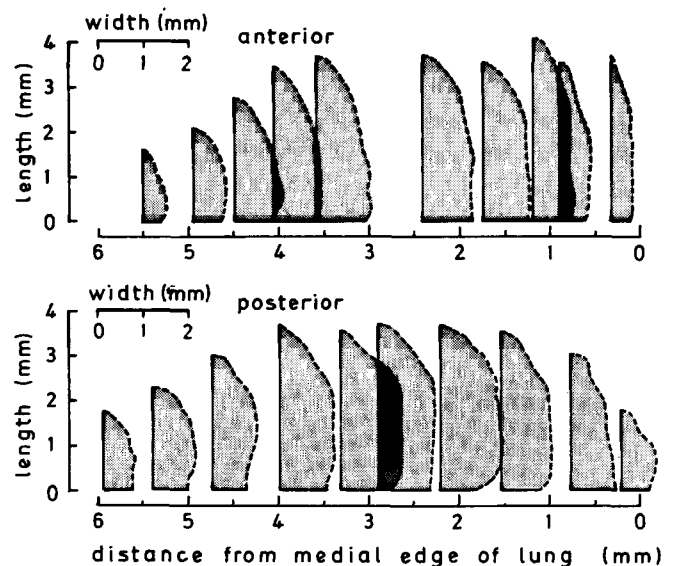 width (mm)
0 1 2
anterior
length (mm)
4
3
2
1
0
6 5 4 3 2 1 0
width (mm)
0 1 2
posterior
length (mm)
4
3
2
1
0
6 5 4 3 2 1 0
distance from medial edge of lung (mm)